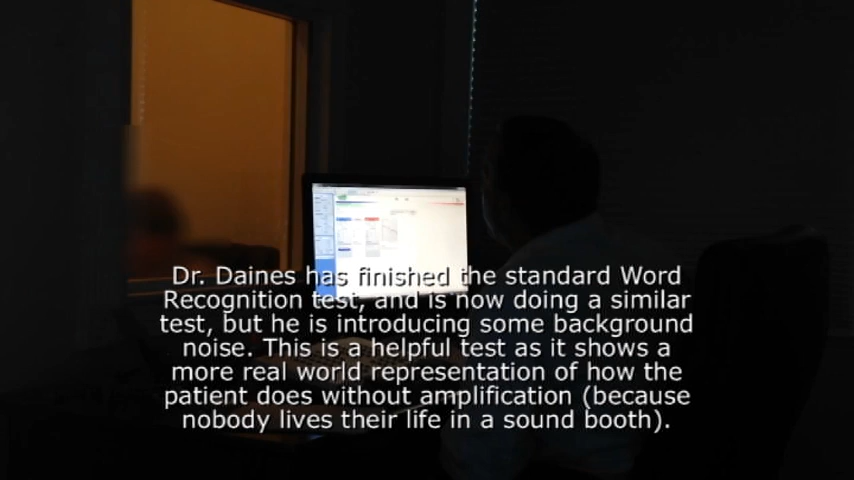 Dr. Daines has finished the standard Word
Recognition test, and is now doing a similar
test, but he is introducing some background
noise. This is a helpful test as it shows a
more real world representation of how the
patient does without amplification (because
nobody lives their life in a sound booth).